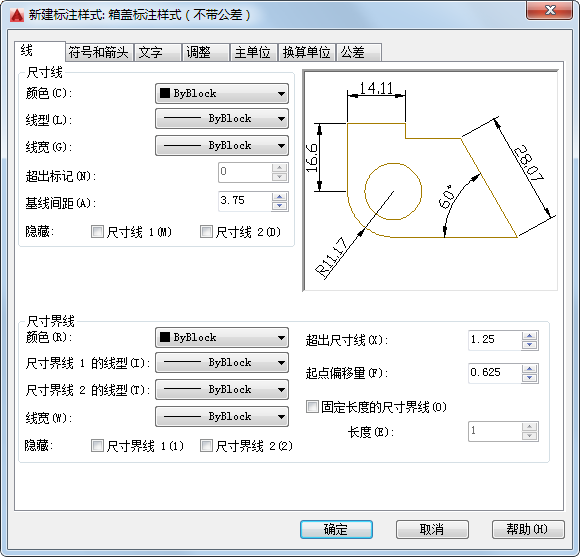 新建标注样式: 箱盖标注样式（不带公差）
线 符号和箭头 文字 调整 主单位 换算单位 公差
尺寸线
颜色(C): ByBlock
线型(L): ByBlock
线宽(G): ByBlock
超出标记(N): 0
基线间距(A): 3.75
隐藏: 尺寸线 1(M) 尺寸线 2(D)
14.11
16.6
28.07
60°
R11.17
尺寸界线
颜色(R): ByBlock
尺寸界线 1 的线型(I): ByBlock
尺寸界线 2 的线型(T): ByBlock
线宽(W): ByBlock
隐藏: 尺寸界线 1(1) 尺寸界线 2(2)
超出尺寸线(X): 1.25
起点偏移量(F): 0.625
固定长度的尺寸界线(O)
长度(E): 1
确定 取消 帮助(H)